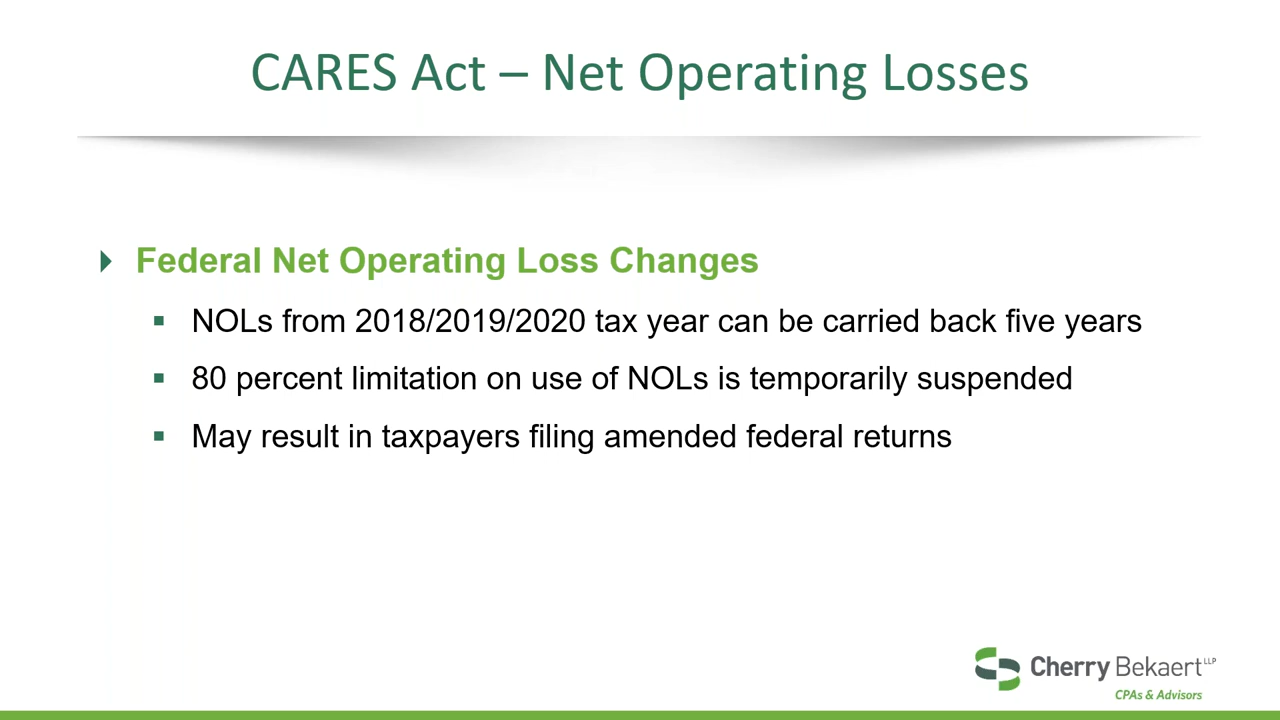 CARES Act – Net Operating Losses
Federal Net Operating Loss Changes
NOLs from 2018/2019/2020 tax year can be carried back five years
80 percent limitation on use of NOLs is temporarily suspended
May result in taxpayers filing amended federal returns
Cherry Bekaert LLP
CPAs & Advisors